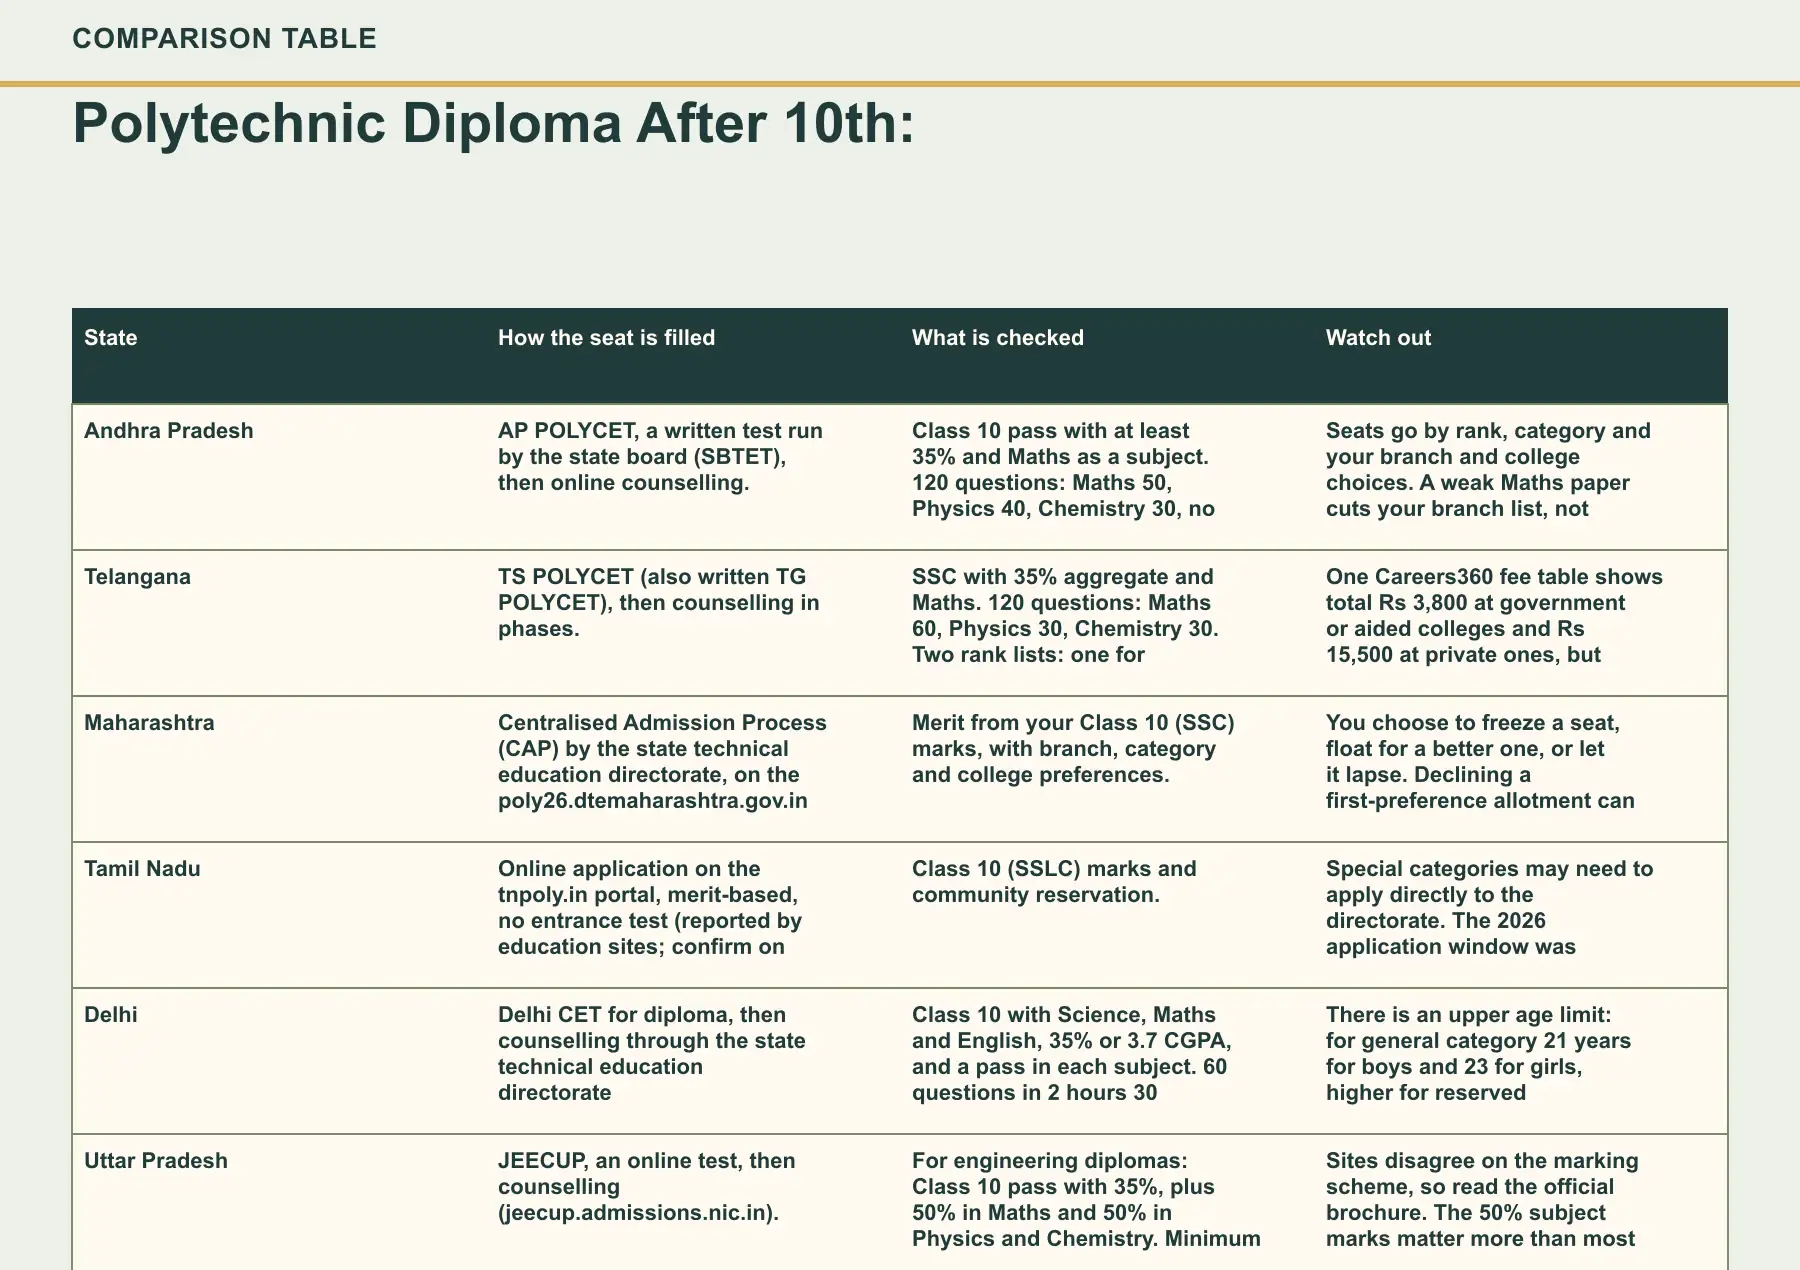 COMPARISON TABLE
Polytechnic Diploma After 10th:
State
How the seat is filled
What is checked
Watch out
Andhra Pradesh
AP POLYCET, a written test run
by the state board (SBTET),
then online counselling.
Class 10 pass with at least
35% and Maths as a subject.
120 questions: Maths 50,
Physics 40, Chemistry 30, no
Seats go by rank, category and
your branch and college
choices. A weak Maths paper
cuts your branch list, not
Telangana
TS POLYCET (also written TG
POLYCET), then counselling in
phases.
SSC with 35% aggregate and
Maths. 120 questions: Maths
60, Physics 30, Chemistry 30.
Two rank lists: one for
One Careers360 fee table shows
total Rs 3,800 at government
or aided colleges and Rs
15,500 at private ones, but
Maharashtra
Centralised Admission Process
(CAP) by the state technical
education directorate, on the
poly26.dtemaharashtra.gov.in
Merit from your Class 10 (SSC)
marks, with branch, category
and college preferences.
You choose to freeze a seat,
float for a better one, or let
it lapse. Declining a
first-preference allotment can
Tamil Nadu
Online application on the
tnpoly.in portal, merit-based,
no entrance test (reported by
education sites; confirm on
Class 10 (SSLC) marks and
community reservation.
Special categories may need to
apply directly to the
directorate. The 2026
application window was
Delhi
Delhi CET for diploma, then
counselling through the state
technical education
directorate
Class 10 with Science, Maths
and English, 35% or 3.7 CGPA,
and a pass in each subject. 60
questions in 2 hours 30
There is an upper age limit:
for general category 21 years
for boys and 23 for girls,
higher for reserved
Uttar Pradesh
JEECUP, an online test, then
counselling
(jeecup.admissions.nic.in).
For engineering diplomas:
Class 10 pass with 35%, plus
50% in Maths and 50% in
Physics and Chemistry. Minimum
Sites disagree on the marking
scheme, so read the official
brochure. The 50% subject
marks matter more than most